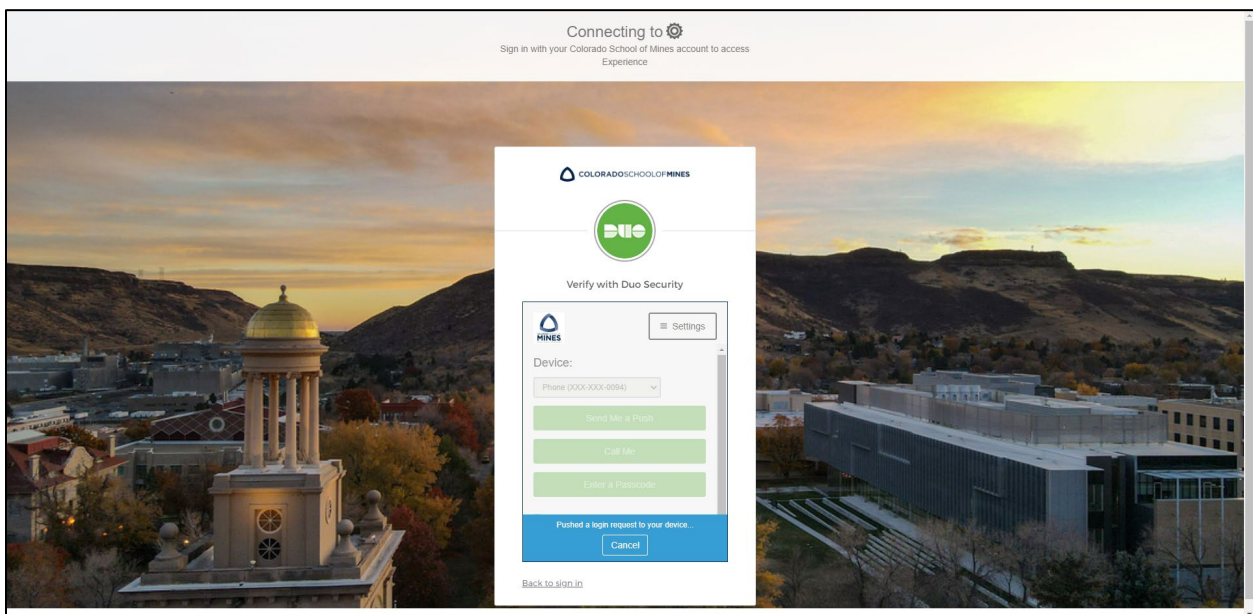 Connecting to
Sign in with your Colorado School of Mines account to access
Experience
COLORADOSCHOOLOFMINES
DUO
Verify with Duo Security
MINES
≡ Settings
Device:
Phone (XXX-XXX-0094)
Send Me a Push
Call Me
Enter a Passcode
Pushed a login request to your device...
Cancel
Back to sign in